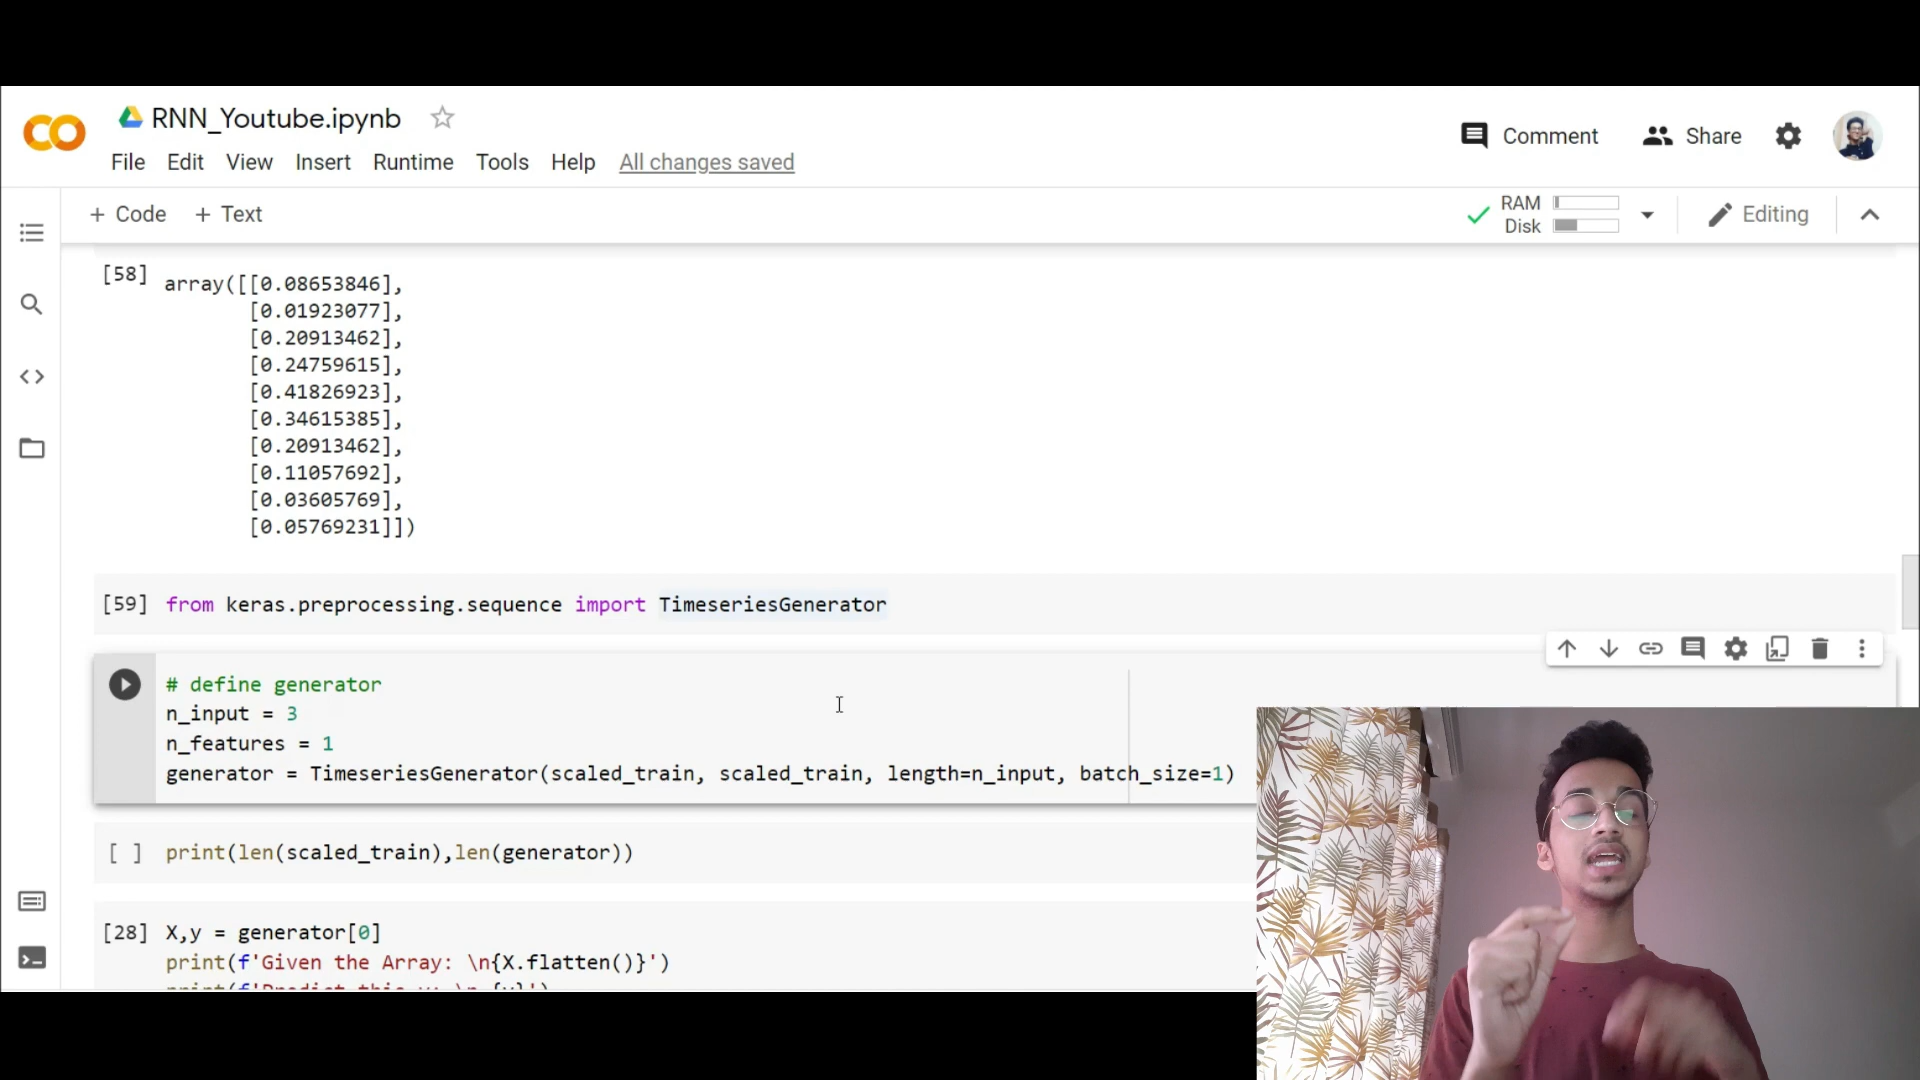 RNN_Youtube.ipynb
Comment
Share
File Edit View Insert Runtime Tools Help All changes saved
+ Code + Text
RAM
Disk
Editing
[58] array([[0.08653846],
[0.01923077],
[0.20913462],
[0.24759615],
[0.41826923],
[0.34615385],
[0.20913462],
[0.11057692],
[0.03605769],
[0.05769231]])
[59] from keras.preprocessing.sequence import TimeseriesGenerator
# define generator
n_input = 3
n_features = 1
generator = TimeseriesGenerator(scaled_train, scaled_train, length=n_input, batch_size=1)
[ ] print(len(scaled_train),len(generator))
[28] X,y = generator[0]
print(f'Given the Array: \n{X.flatten()}')
print(f'Predict this y: \n {y}')